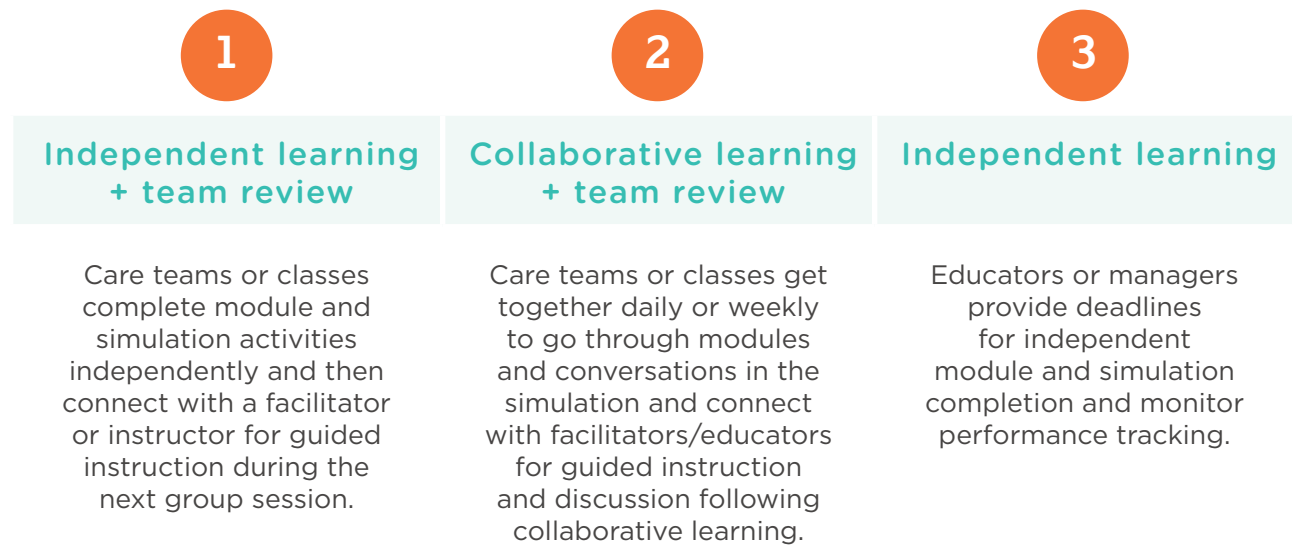 1
Independent learning
+ team review
Care teams or classes
complete module and
simulation activities
independently and then
connect with a facilitator
or instructor for guided
instruction during the
next group session.
2
Collaborative learning
+ team review
Care teams or classes get
together daily or weekly
to go through modules
and conversations in the
simulation and connect
with facilitators/educators
for guided instruction
and discussion following
collaborative learning.
3
Independent learning
Educators or managers
provide deadlines
for independent
module and simulation
completion and monitor
performance tracking.